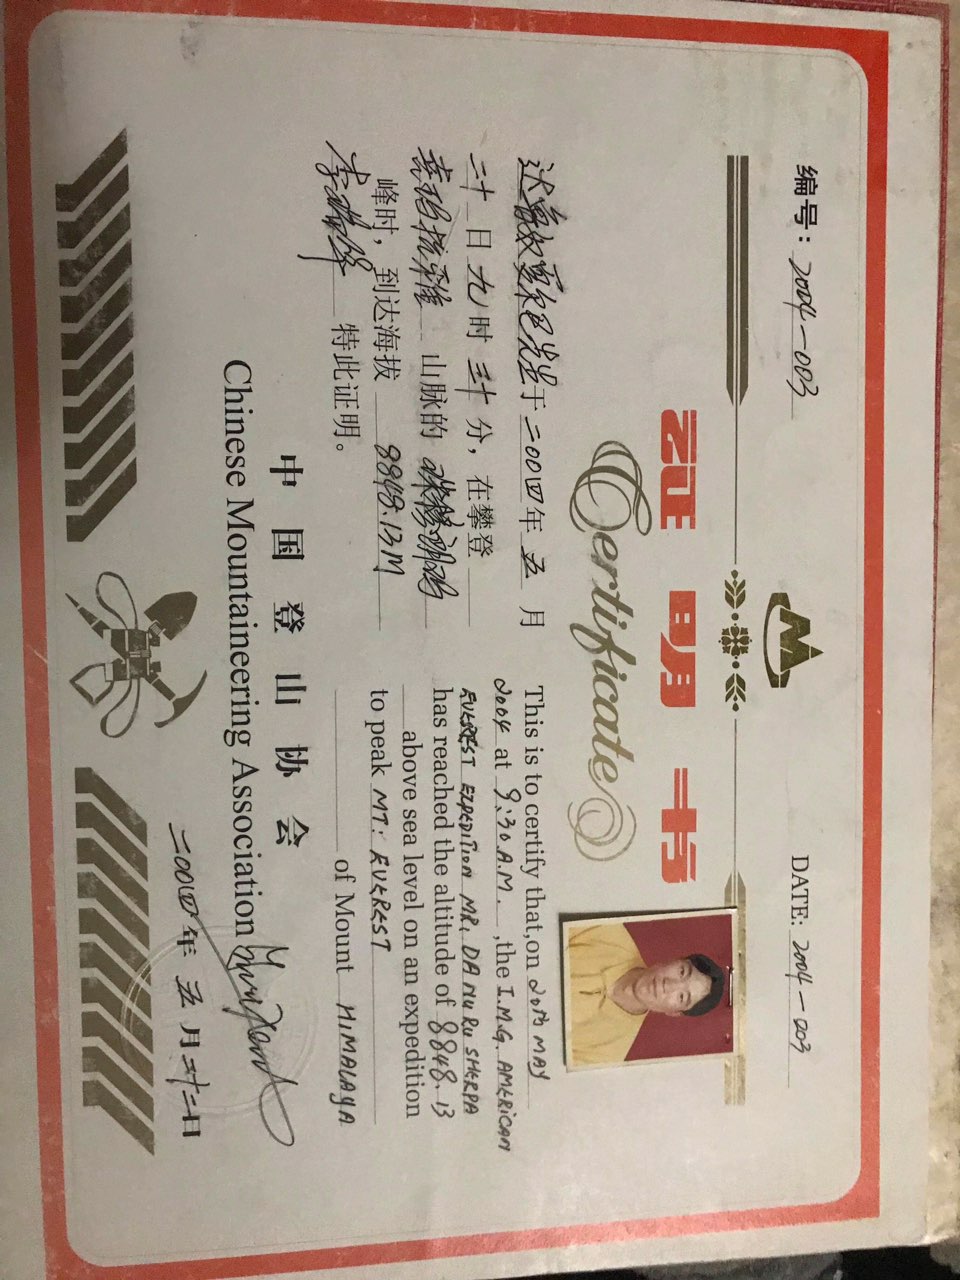 编号: 2004-003
DATE: 2004-003
证明书
Certificate
于二00四年五月
二十日九时三十分，在攀登
山脉的
峰时，到达海拔 8848.13M
特此证明。
This is to certify that, on 20th MAY
2004 at 9:30 A.M., the I.M.G. AMERICAN
EVEREST EXPEDITION MR. DA NURU SHERPA
has reached the altitude of 8848.13
above sea level on an expedition
to peak MT: EVEREST
of Mount HIMALAYA
中国登山协会
Chinese Mountaineering Association
二00四年五月二十二日